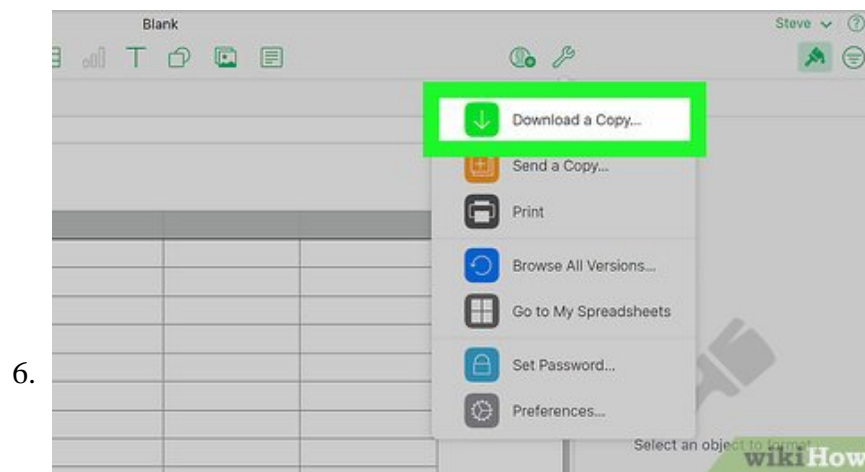 Blank
Steve
Download a Copy...
Send a Copy...
Print
Browse All Versions...
Go to My Spreadsheets
Set Password...
Preferences...
6.
Select an object to format
wikiHow